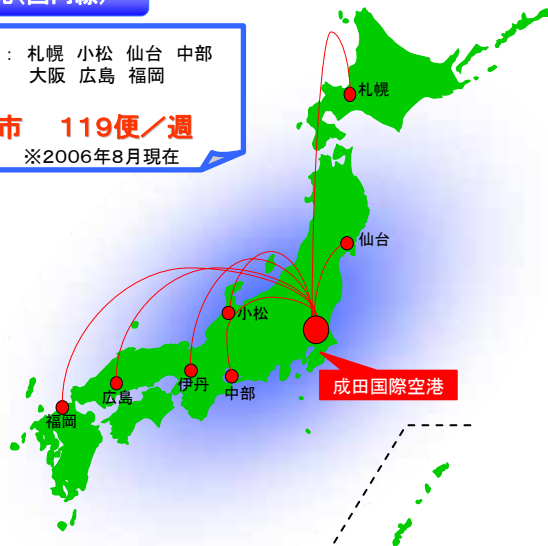 ： 札幌 小松 仙台 中部
大阪 広島 福岡
市 119便／週
※2006年8月現在
札幌
仙台
小松
伊丹
中部
広島
福岡
成田国際空港